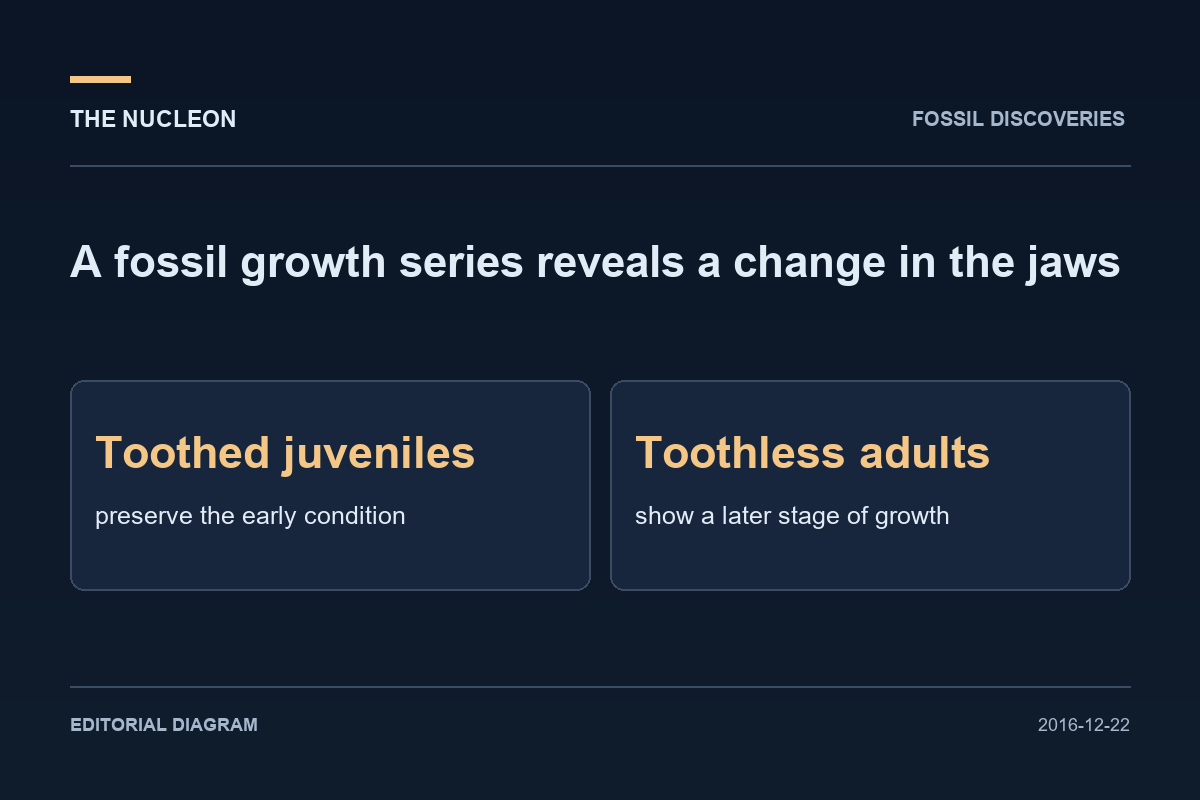 THE NUCLEON
FOSSIL DISCOVERIES
A fossil growth series reveals a change in the jaws
Toothed juveniles
preserve the early condition
Toothless adults
show a later stage of growth
EDITORIAL DIAGRAM
2016-12-22